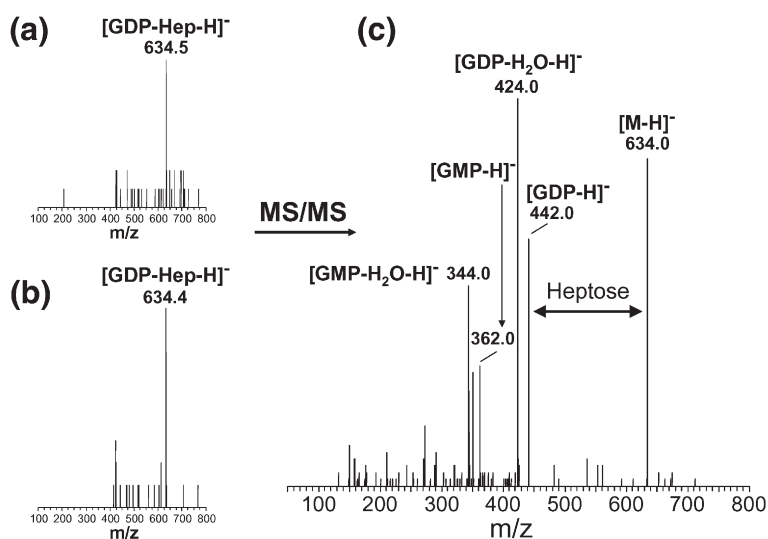 (a)
[GDP-Hep-H]⁻
634.5
100 200 300 400 500 600 700 800
m/z
MS/MS
(b)
[GDP-Hep-H]⁻
634.4
100 200 300 400 500 600 700 800
m/z
(c)
[GDP-H₂O-H]⁻
424.0
[M-H]⁻
634.0
[GMP-H]⁻
[GDP-H]⁻
442.0
[GMP-H₂O-H]⁻ 344.0
Heptose
362.0
100 200 300 400 500 600 700 800
m/z